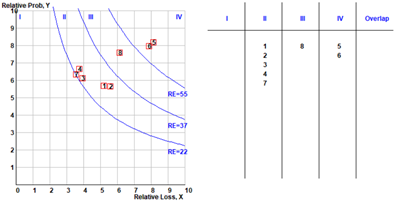 Relative Prob, Y
I II III IV
10
9
8
7
6
5
4
3
2
1
5
6
8
4
7
3
1 2
RE=55
RE=37
RE=22
0 1 2 3 4 5 6 7 8 9 10
Relative Loss, X
I II III IV Overlap
1 8 5
2 6
3
4
7